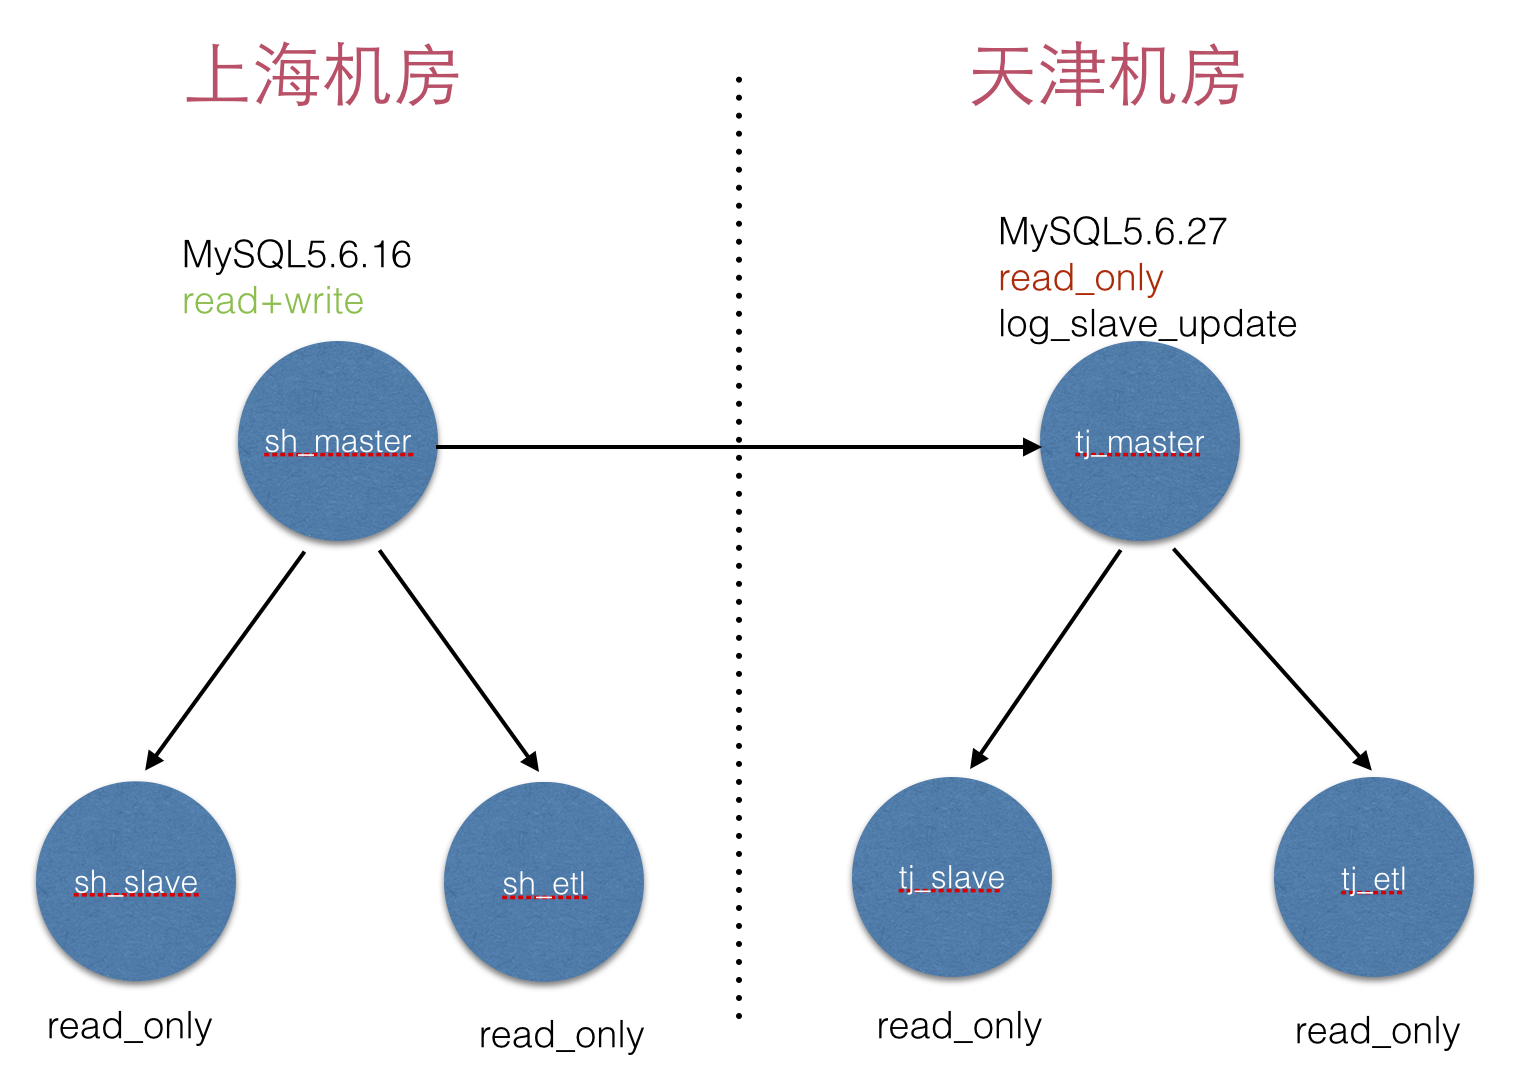 上海机房
天津机房
MySQL5.6.16
read+write
MySQL5.6.27
read_only
log_slave_update
sh_master
tj_master
sh_slave
sh_etl
tj_slave
tj_etl
read_only
read_only
read_only
read_only